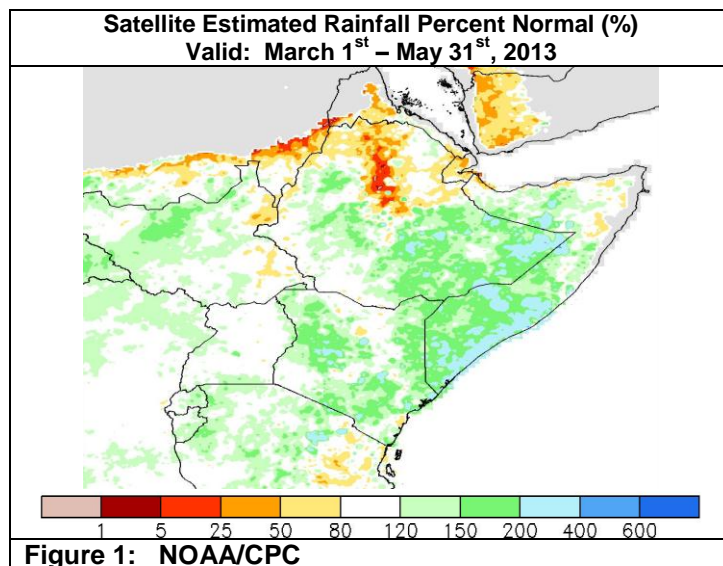 Satellite Estimated Rainfall Percent Normal (%)
Valid: March 1st – May 31st, 2013
1 5 25 50 80 120 150 200 400 600
Figure 1: NOAA/CPC